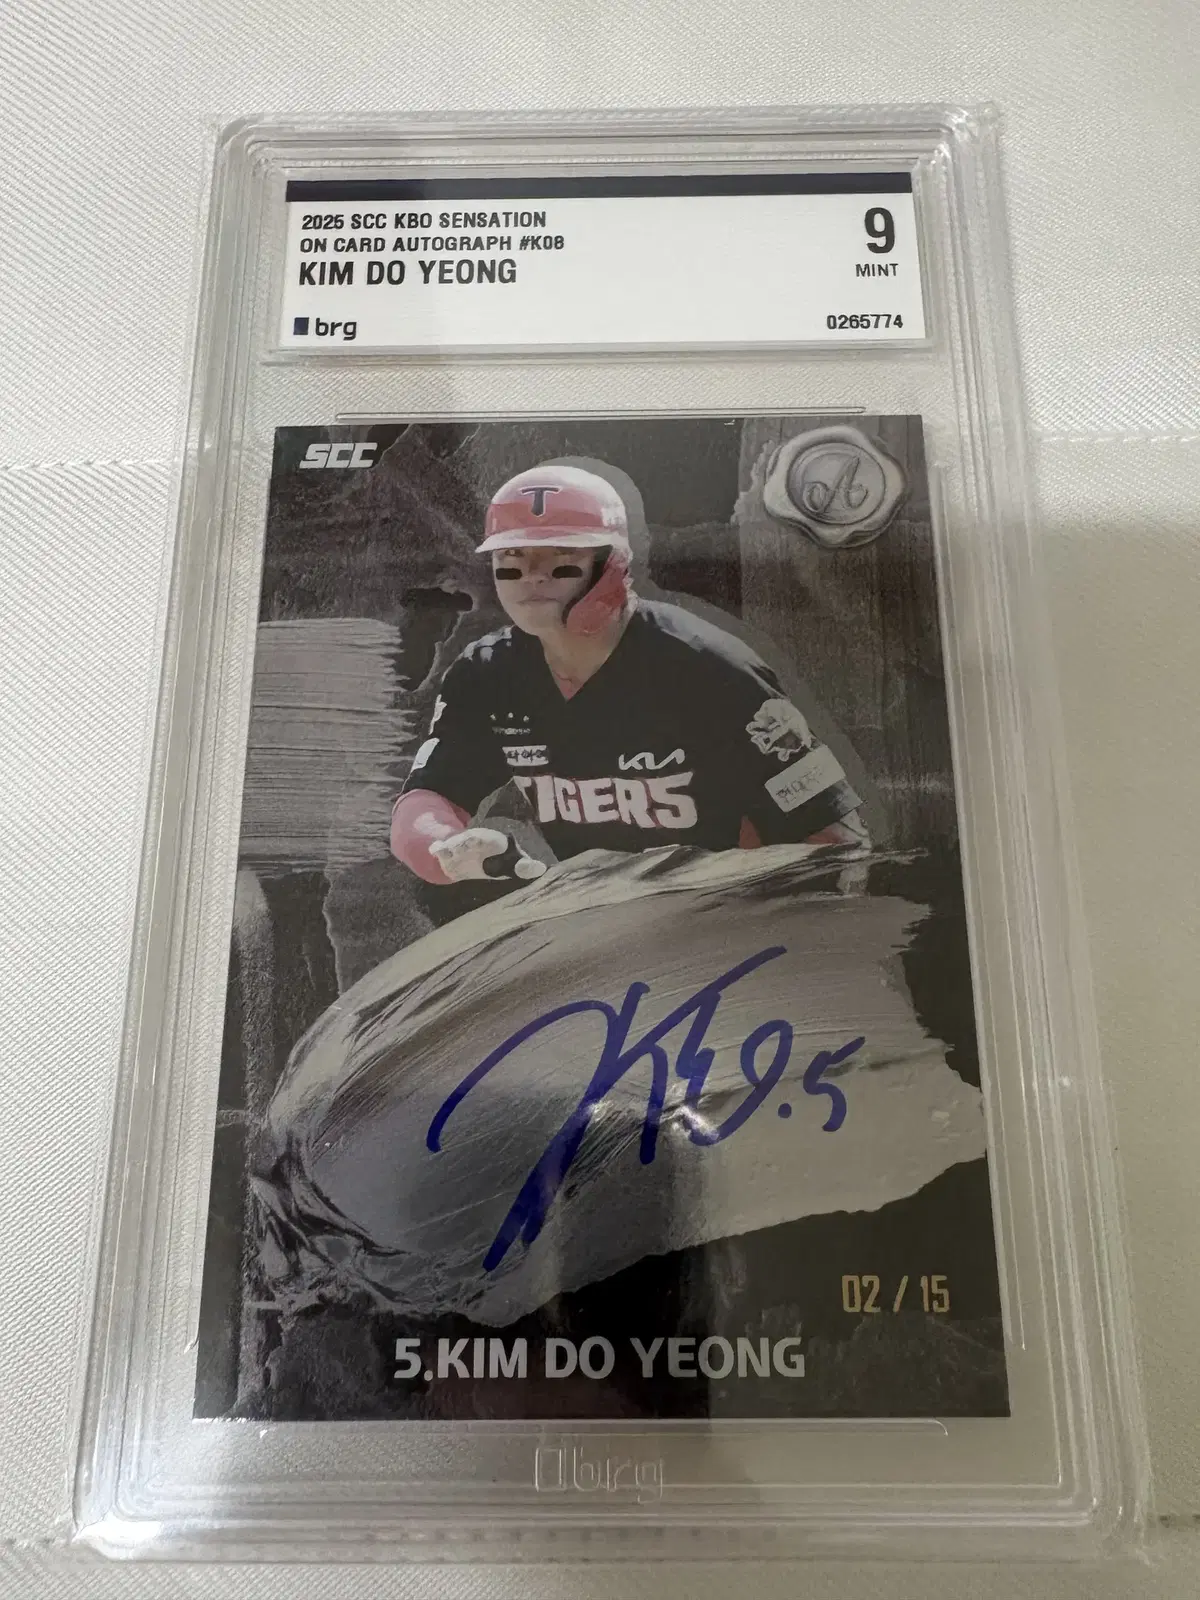 2025 SCC KBO SENSATION
ON CARD AUTOGRAPH #K08
KIM DO YEONG
9
MINT
brg
0265774
SCC
A
T
KIA
TIGERS
02 / 15
5.KIM DO YEONG
brg